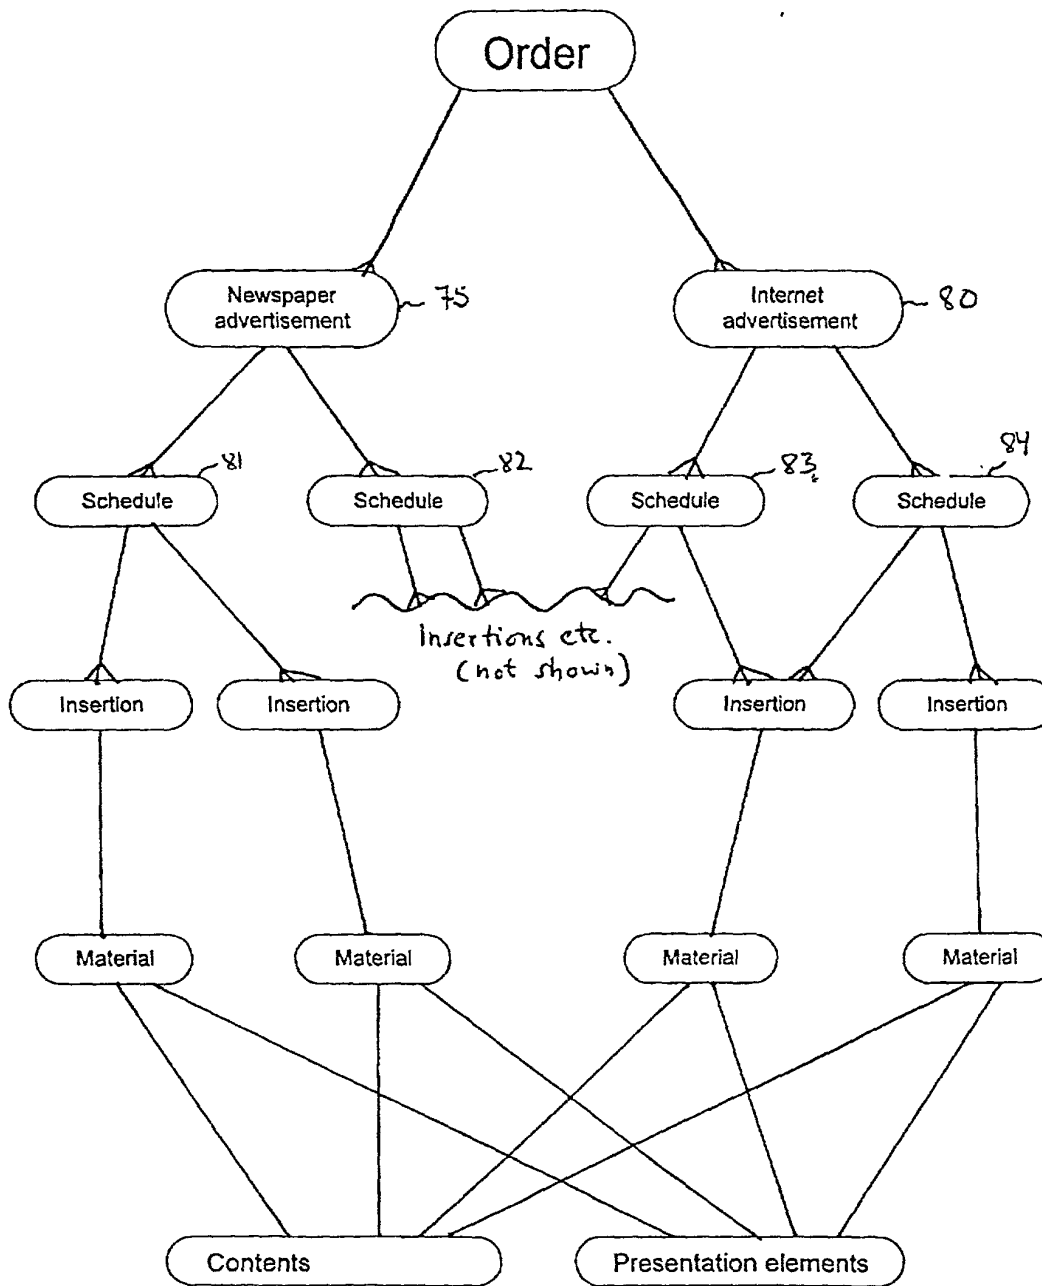 Order
Newspaper
advertisement
75
Internet
advertisement
80
Schedule
81
Schedule
82
Schedule
83
Schedule
84
Insertions etc.
(not shown)
Insertion
Insertion
Insertion
Insertion
Material
Material
Material
Material
Contents
Presentation elements